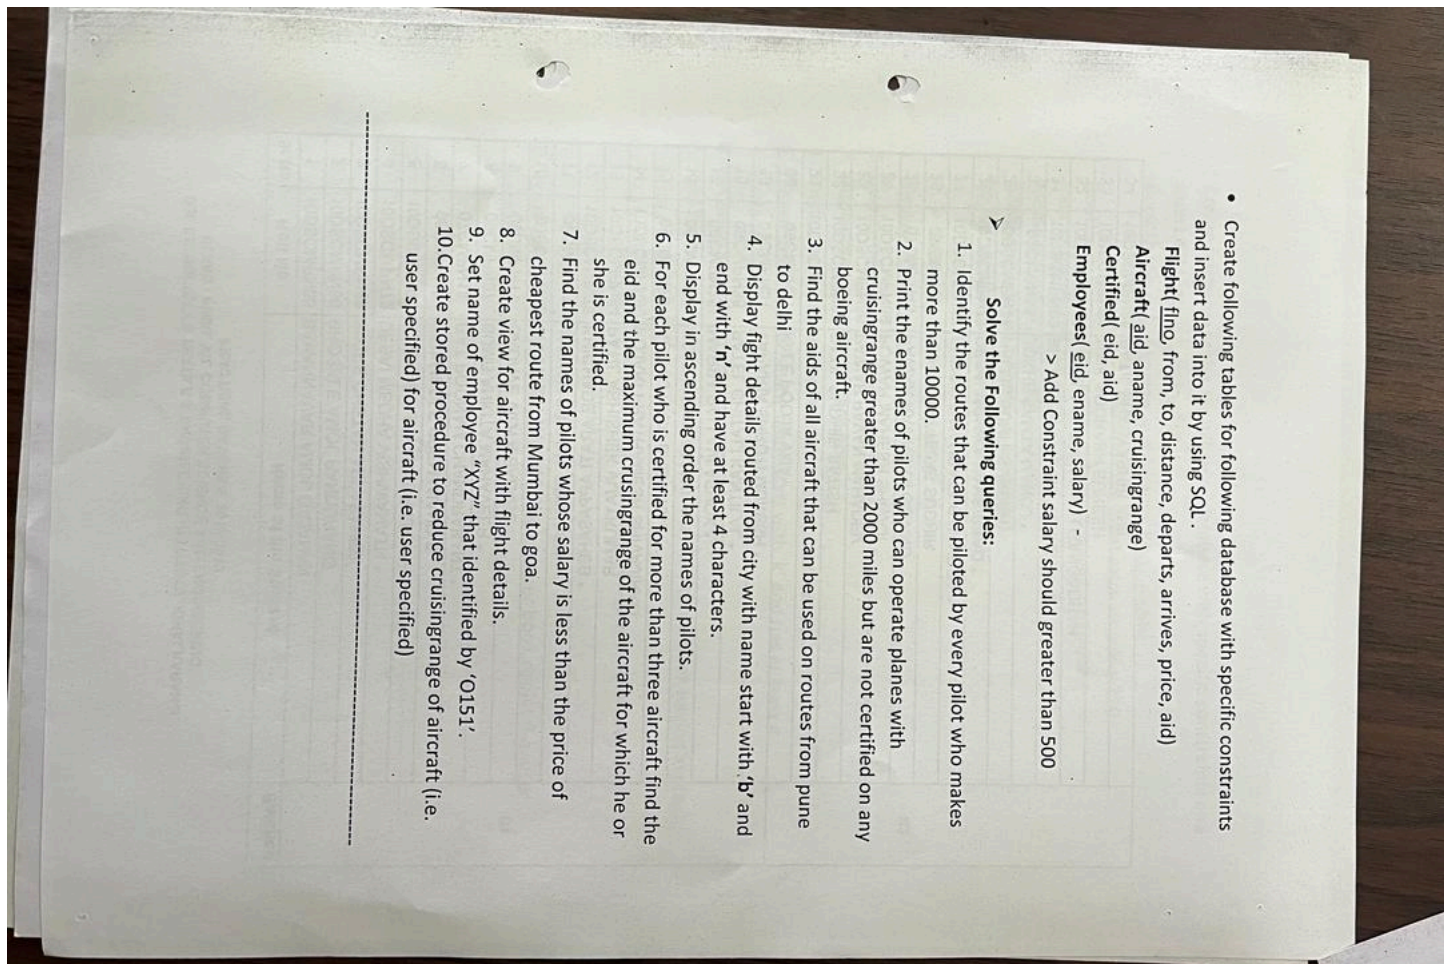 • Create following tables for following database with specific constraints
and insert data into it by using SQL .
Flight( flno, from, to, distance, departs, arrives, price, aid)
Aircraft( aid, aname, cruisingrange)
Certified( eid, aid)
Employees( eid, ename, salary) -
> Add Constraint salary should greater than 500
➢ Solve the Following queries:
1. Identify the routes that can be piloted by every pilot who makes
more than 10000.
2. Print the enames of pilots who can operate planes with
cruisingrange greater than 2000 miles but are not certified on any
boeing aircraft.
3. Find the aids of all aircraft that can be used on routes from pune
to delhi
4. Display fight details routed from city with name start with ‘b’ and
end with ‘n’ and have at least 4 characters.
5. Display in ascending order the names of pilots.
6. For each pilot who is certified for more than three aircraft find the
eid and the maximum crusingrange of the aircraft for which he or
she is certified.
7. Find the names of pilots whose salary is less than the price of
cheapest route from Mumbai to goa.
8. Create view for aircraft with flight details.
9. Set name of employee “XYZ” that identified by ‘O151’.
10.Create stored procedure to reduce cruisingrange of aircraft (i.e.
user specified) for aircraft (i.e. user specified)